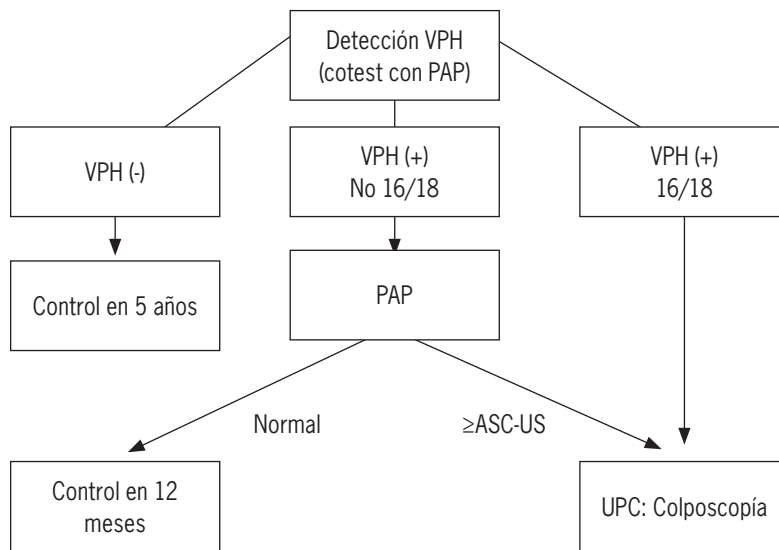 Detección VPH
(cotest con PAP)
VPH (-)
VPH (+)
No 16/18
VPH (+)
16/18
Control en 5 años
PAP
Normal
≥ASC-US
Control en 12
meses
UPC: Colposcopía